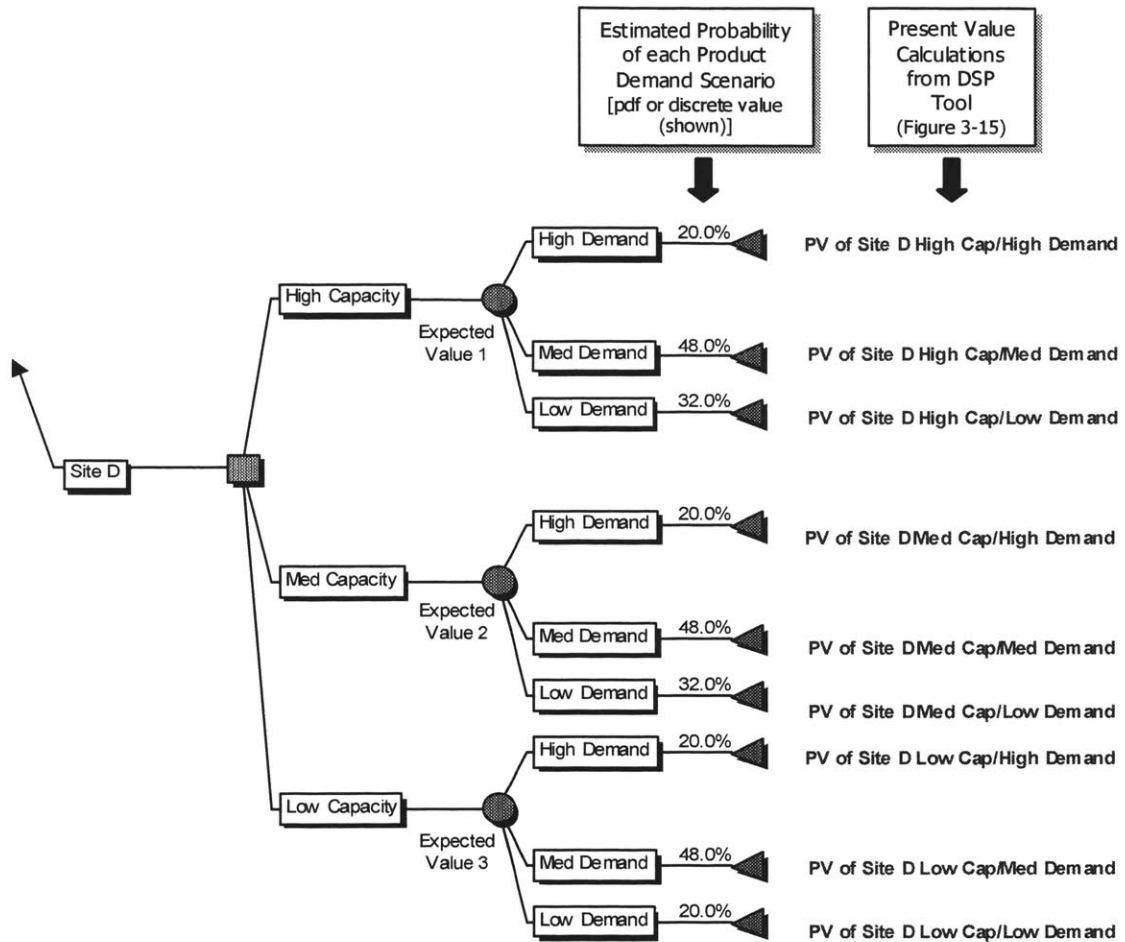 Estimated Probability
of each Product
Demand Scenario
[pdf or discrete value
(shown)]
Present Value
Calculations
from DSP
Tool
(Figure 3-15)
High Demand
20.0%
PV of Site D High Cap/High Demand
High Capacity
Expected
Value 1
Med Demand
48.0%
PV of Site D High Cap/Med Demand
Low Demand
32.0%
PV of Site D High Cap/Low Demand
Site D
High Demand
20.0%
PV of Site DMed Cap/High Demand
Med Capacity
Expected
Value 2
Med Demand
48.0%
PV of Site DMed Cap/Med Demand
Low Demand
32.0%
PV of Site DMed Cap/Low Demand
High Demand
20.0%
PV of Site D Low Cap/High Demand
Low Capacity
Expected
Value 3
Med Demand
48.0%
PV of Site D Low Cap/Med Demand
Low Demand
20.0%
PV of Site D Low Cap/Low Demand